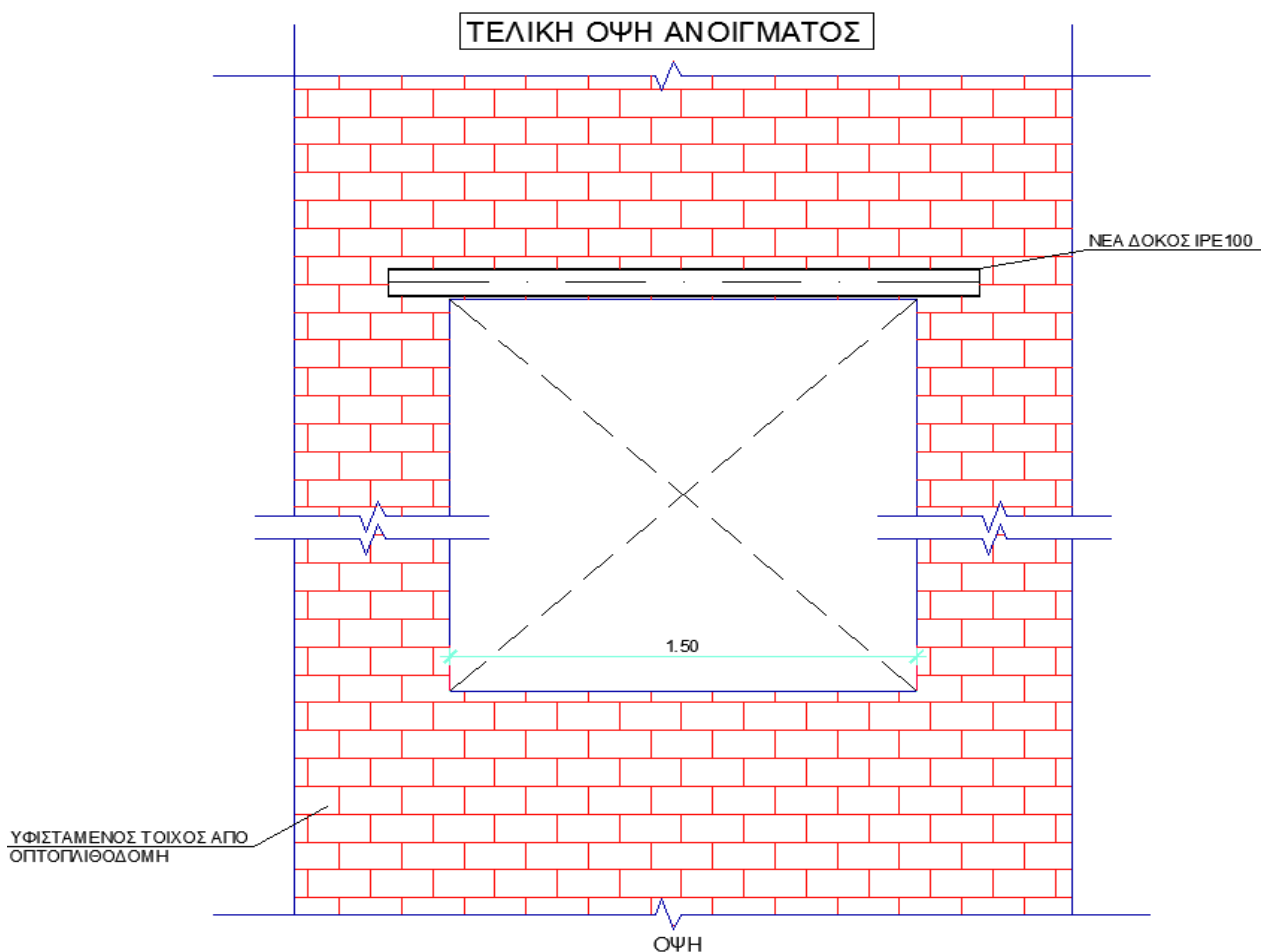 ΤΕΛΙΚΗ ΟΨΗ ΑΝΟΙΓΜΑΤΟΣ
ΝΕΑ ΔΟΚΟΣ IPE100
1.50
ΥΦΙΣΤΑΜΕΝΟΣ ΤΟΙΧΟΣ ΑΠΟ
ΟΠΤΟΠΛΙΘΟΔΟΜΗ
ΟΨΗ